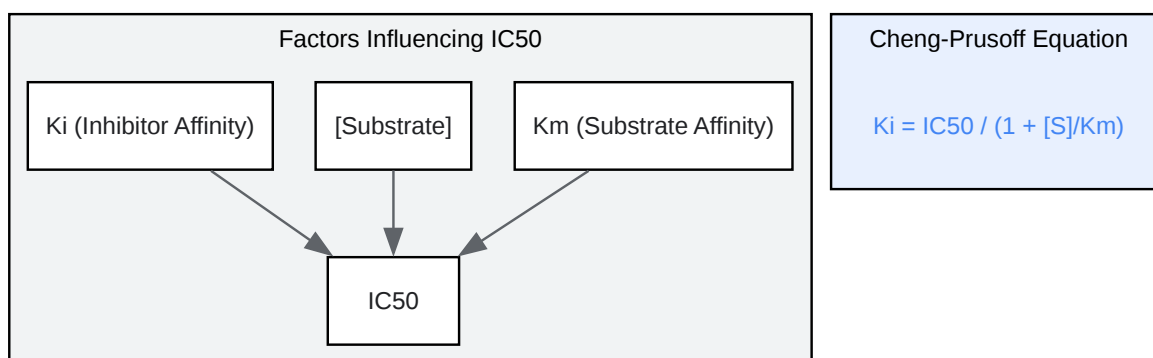 Factors Influencing IC50
Ki (Inhibitor Affinity)
[Substrate]
Km (Substrate Affinity)
IC50
Cheng-Prusoff Equation
Ki = IC50 / (1 + [S]/Km)